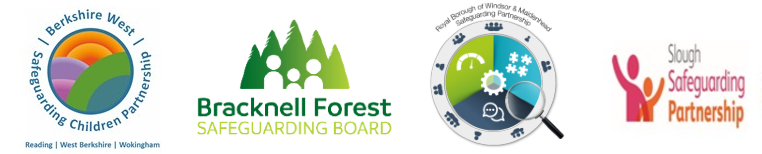 | Berkshire West |
Safeguarding Children Partnership
Reading | West Berkshire | Wokingham
Bracknell Forest
SAFEGUARDING BOARD
Royal Borough of Windsor & Maidenhead
Safeguarding Partnership
Slough
Safeguarding
Partnership